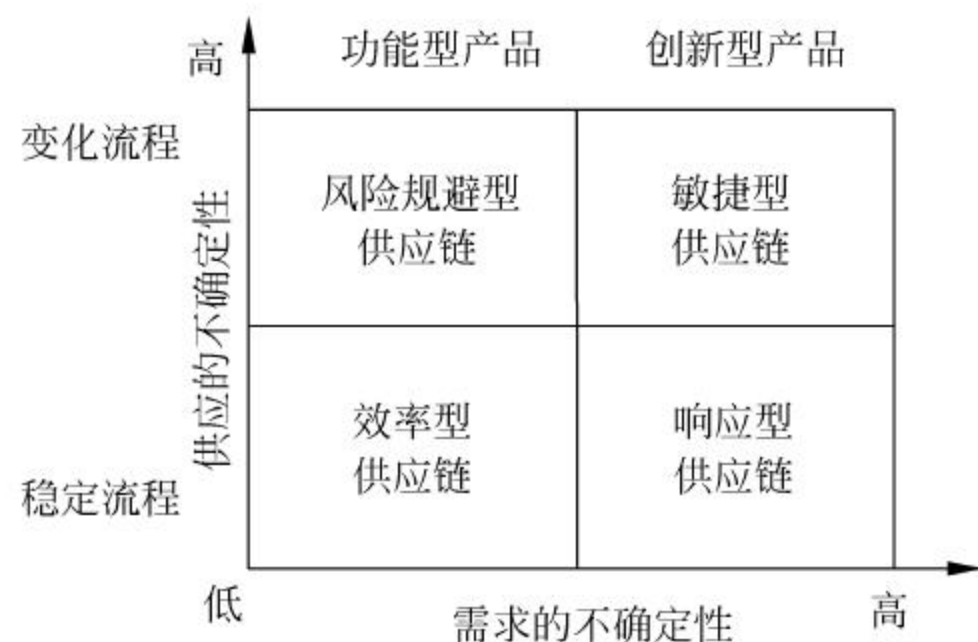 高
功能型产品
创新型产品
变化流程
供应的不确定性
风险规避型
供应链
敏捷型
供应链
稳定流程
效率型
供应链
响应型
供应链
低
需求的不确定性
高